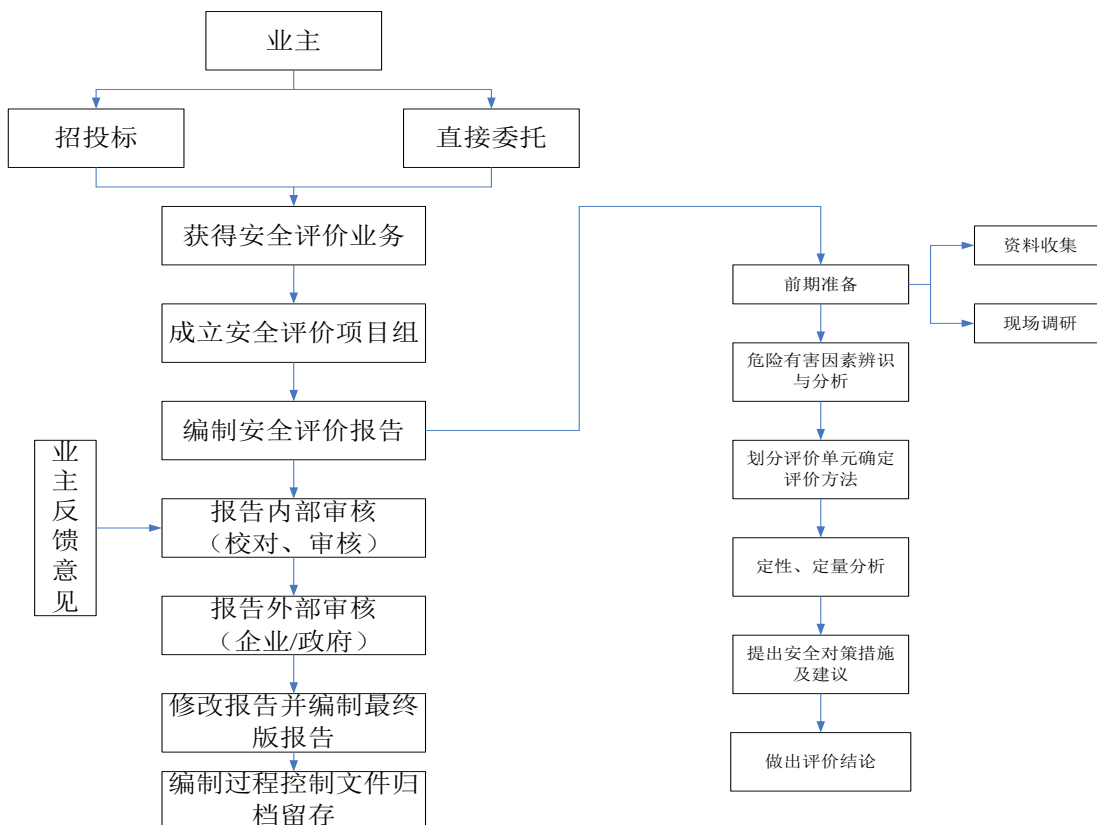 业主
招投标
直接委托
获得安全评价业务
成立安全评价项目组
编制安全评价报告
业
主
反
馈
意
见
报告内部审核
（校对、审核）
报告外部审核
（企业/政府）
修改报告并编制最终
版报告
编制过程控制文件归
档留存
前期准备
资料收集
现场调研
危险有害因素辨识
与分析
划分评价单元确定
评价方法
定性、定量分析
提出安全对策措施
及建议
做出评价结论